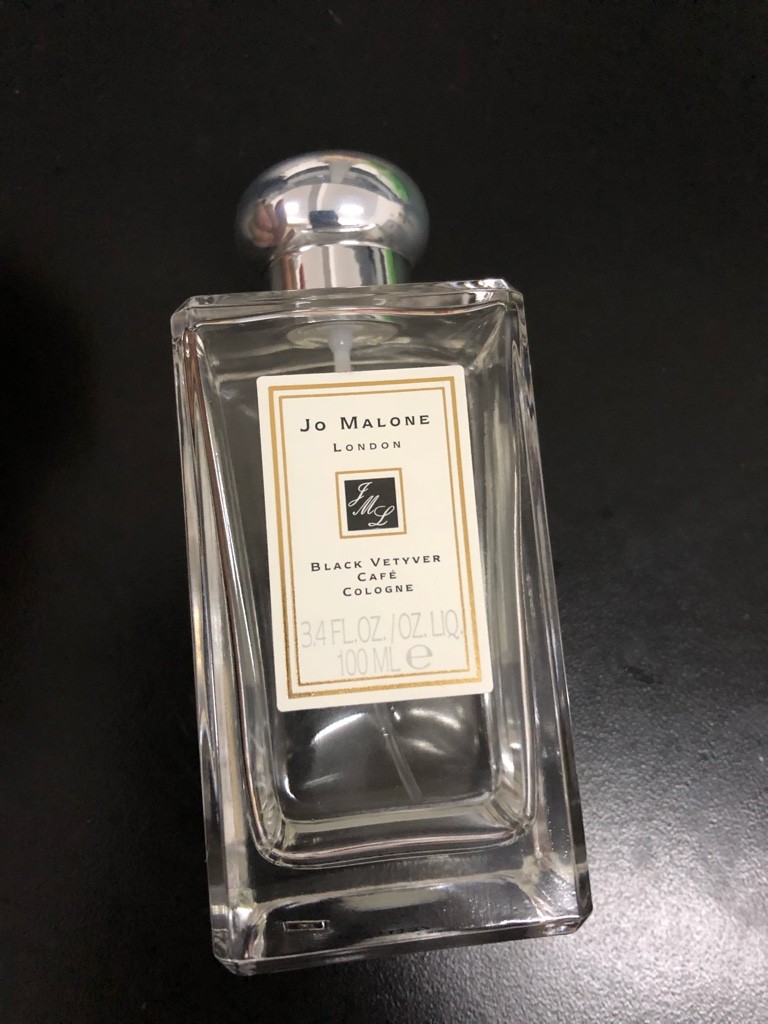 JO MALONE
LONDON
JML
BLACK VETYVER
CAFÉ
COLOGNE
3.4 FL.OZ./OZ.LIQ.
100 ML ℮